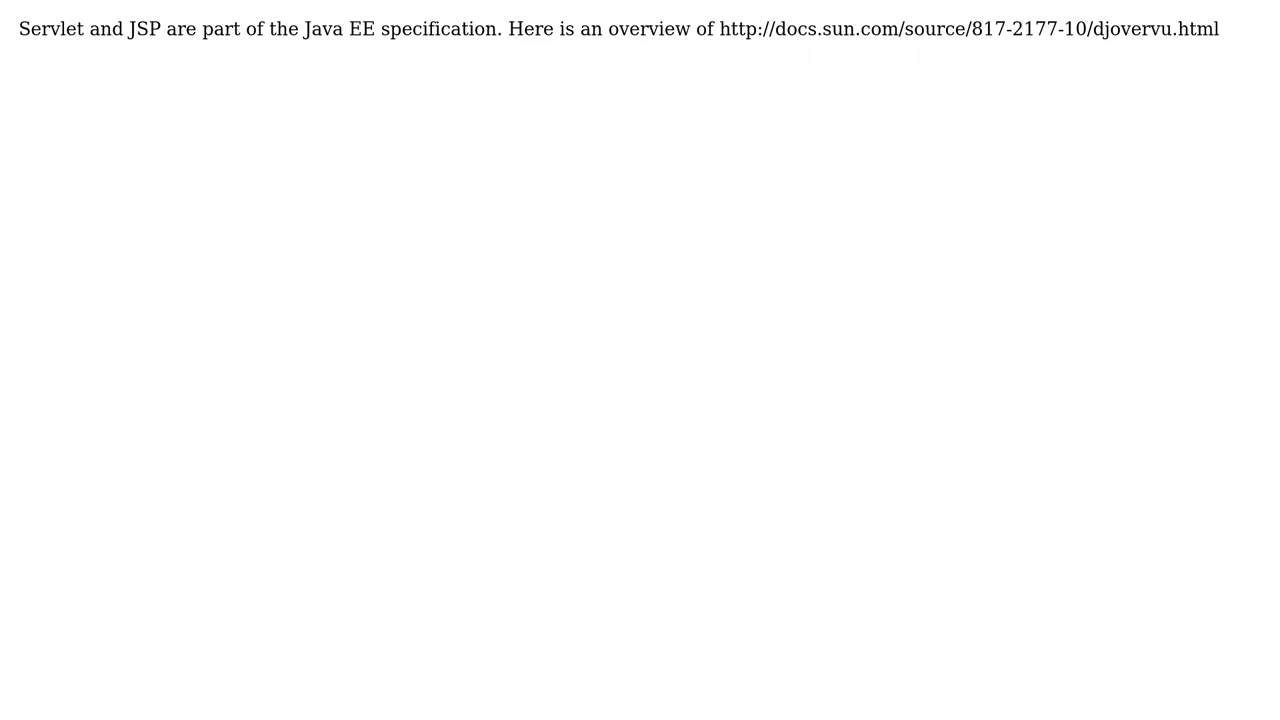 Servlet and JSP are part of the Java EE specification. Here is an overview of http://docs.sun.com/source/817-2177-10/djovervu.html